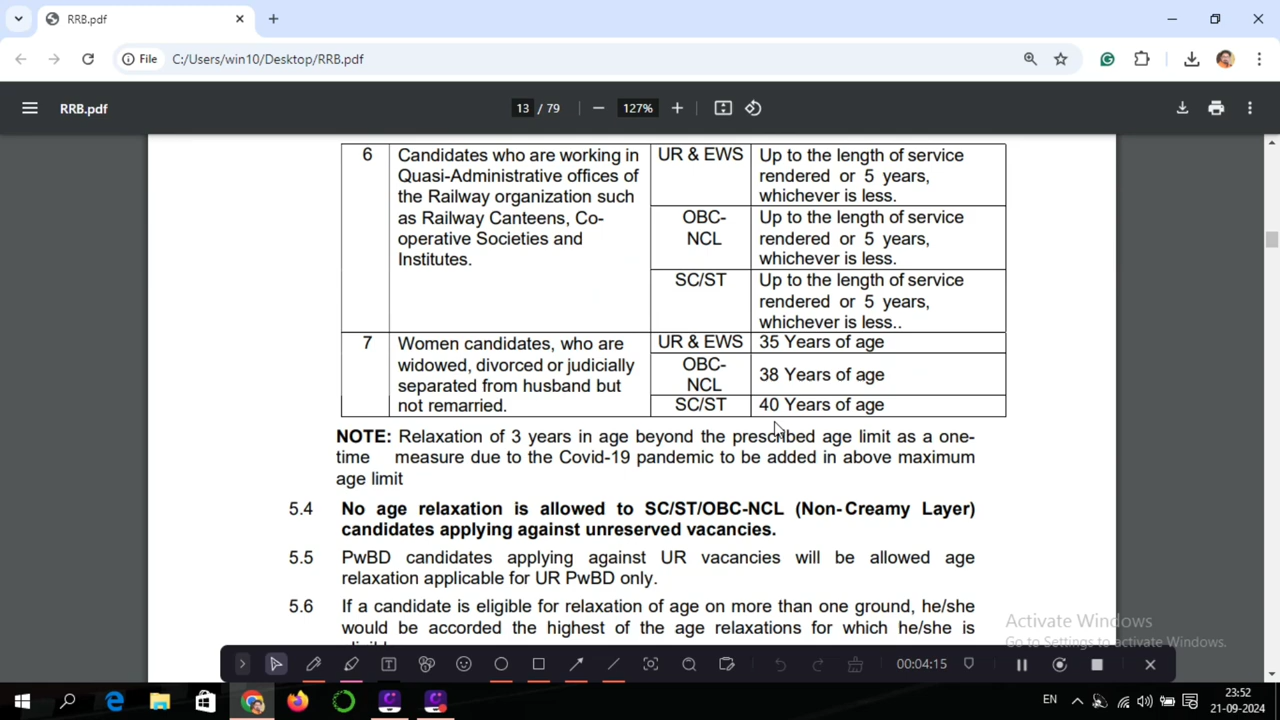 RRB.pdf
File
C:/Users/win10/Desktop/RRB.pdf
RRB.pdf
13 / 79
127%
6
Candidates who are working in
Quasi-Administrative offices of
the Railway organization such
as Railway Canteens, Co-
operative Societies and
Institutes.
UR & EWS
Up to the length of service
rendered or 5 years,
whichever is less.
OBC-
NCL
Up to the length of service
rendered or 5 years,
whichever is less.
SC/ST
Up to the length of service
rendered or 5 years,
whichever is less..
7
Women candidates, who are
widowed, divorced or judicially
separated from husband but
not remarried.
UR & EWS
35 Years of age
OBC-
NCL
38 Years of age
SC/ST
40 Years of age
NOTE: Relaxation of 3 years in age beyond the prescribed age limit as a one-
time measure due to the Covid-19 pandemic to be added in above maximum
age limit
5.4 No age relaxation is allowed to SC/ST/OBC-NCL (Non-Creamy Layer)
candidates applying against unreserved vacancies.
5.5 PwBD candidates applying against UR vacancies will be allowed age
relaxation applicable for UR PwBD only.
5.6 If a candidate is eligible for relaxation of age on more than one ground, he/she
would be accorded the highest of the age relaxations for which he/she is
Activate Windows
Go to Settings to activate Windows.
00:04:15
EN
23:52
21-09-2024